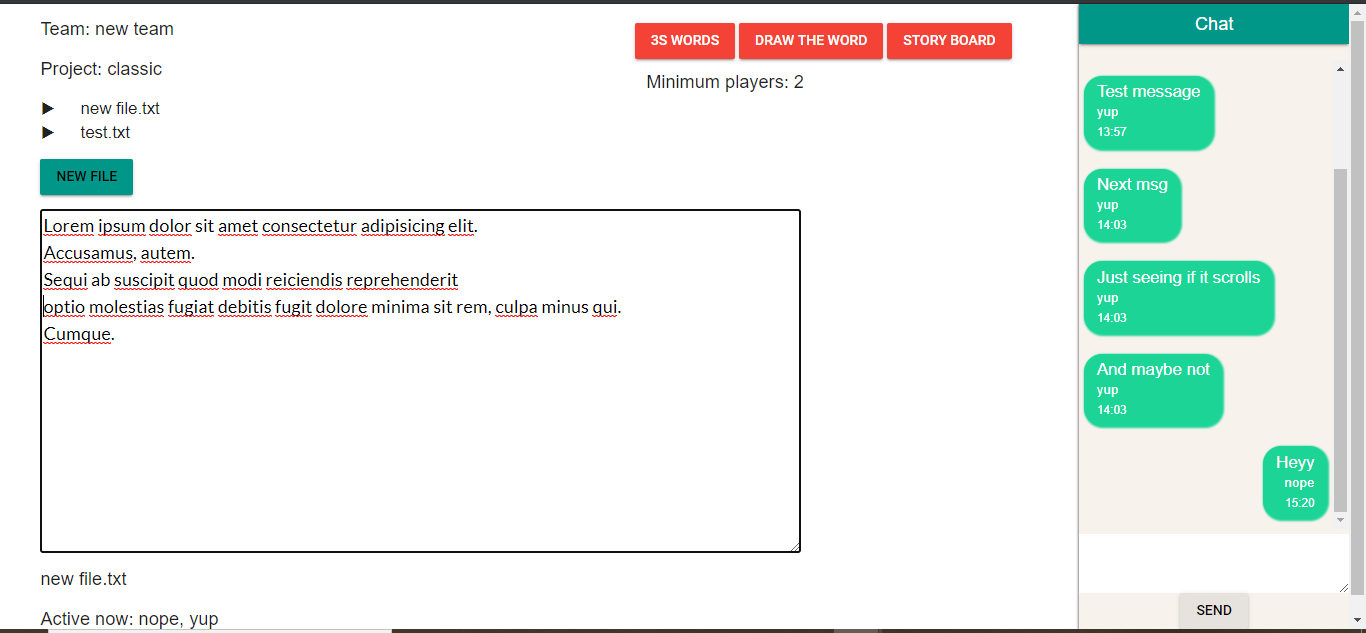 Team: new team
Project: classic
new file.txt
test.txt
NEW FILE
3S WORDS
DRAW THE WORD
STORY BOARD
Minimum players: 2
Lorem ipsum dolor sit amet consectetur adipisicing elit.
Accusamus, autem.
Sequi ab suscipit quod modi reiciendis reprehenderit
optio molestias fugiat debitis fugit dolore minima sit rem, culpa minus qui.
Cumque.
new file.txt
Active now: nope, yup
Chat
Test message
yup
13:57
Next msg
yup
14:03
Just seeing if it scrolls
yup
14:03
And maybe not
yup
14:03
Heyy
nope
15:20
SEND